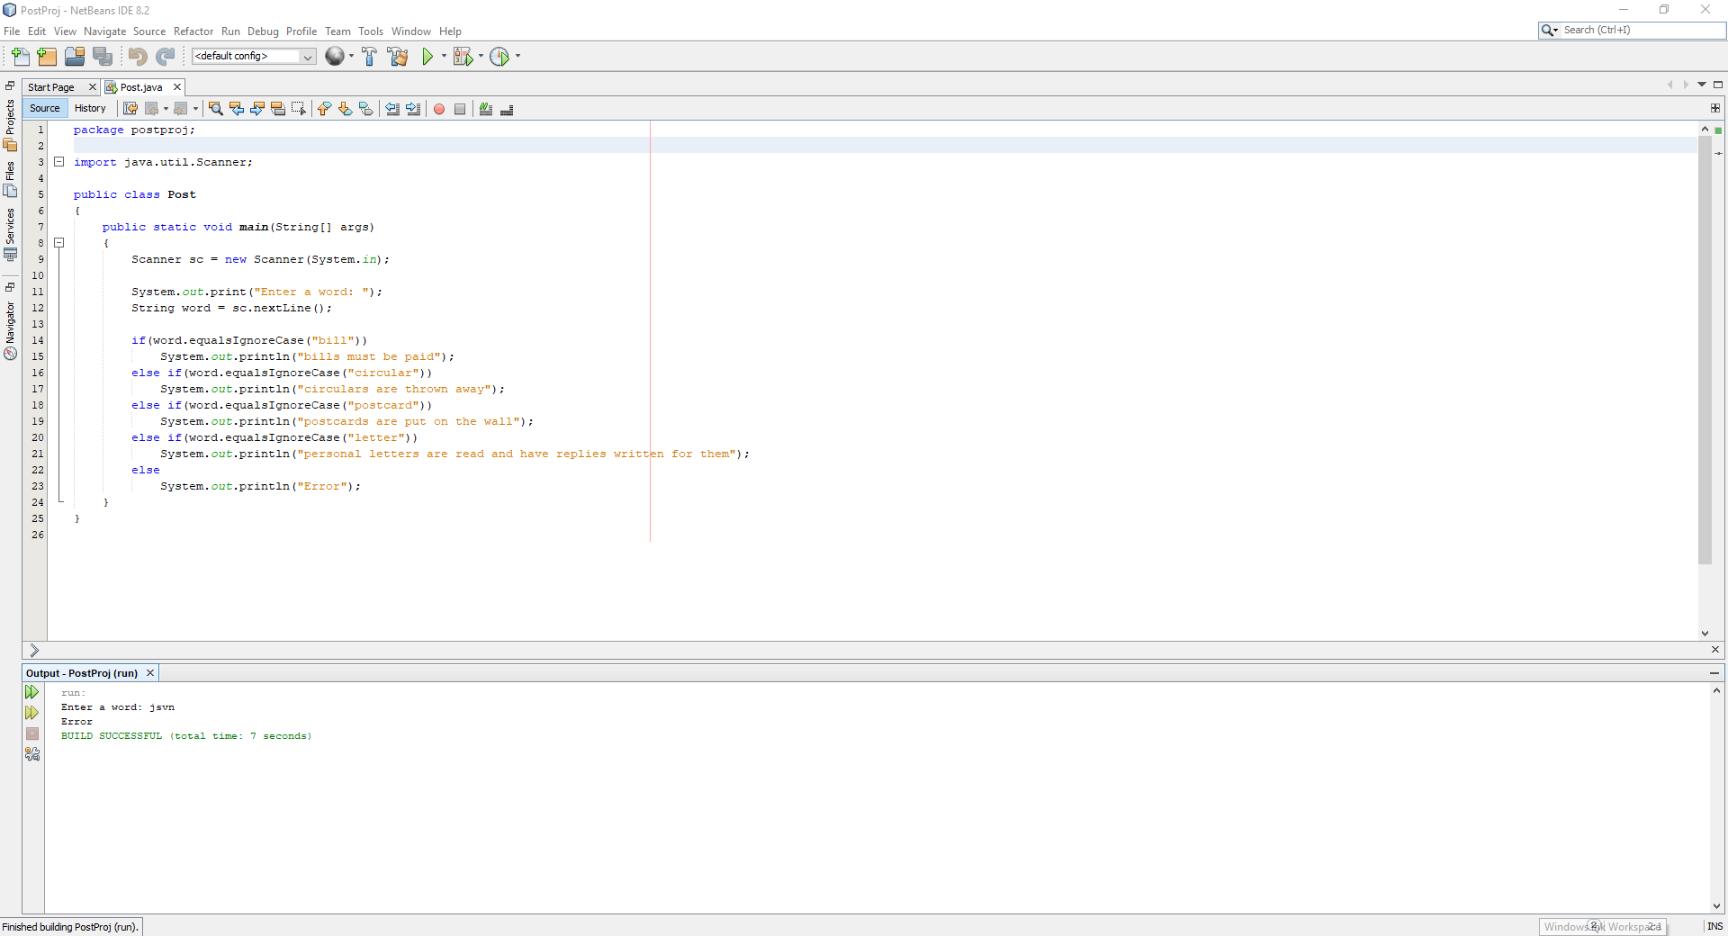 PostProj - NetBeans IDE 8.2
File Edit View Navigate Source Refactor Run Debug Profile Team Tools Window Help
Search (Ctrl+I)
<default config>
Start Page
Post.java
Source History
Projects
Files
Services
Navigator
1 package postproj;
2
3 import java.util.Scanner;
4
5 public class Post
6 {
7 public static void main(String[] args)
8 {
9 Scanner sc = new Scanner(System.in);
10
11 System.out.print("Enter a word: ");
12 String word = sc.nextLine();
13
14 if(word.equalsIgnoreCase("bill"))
15 System.out.println("bills must be paid");
16 else if(word.equalsIgnoreCase("circular"))
17 System.out.println("circulars are thrown away");
18 else if(word.equalsIgnoreCase("postcard"))
19 System.out.println("postcards are put on the wall");
20 else if(word.equalsIgnoreCase("letter"))
21 System.out.println("personal letters are read and have replies written for them");
22 else
23 System.out.println("Error");
24 }
25 }
26
Output - PostProj (run)
run:
Enter a word: jsvn
Error
BUILD SUCCESSFUL (total time: 7 seconds)
Finished building PostProj (run).
2:1
INS